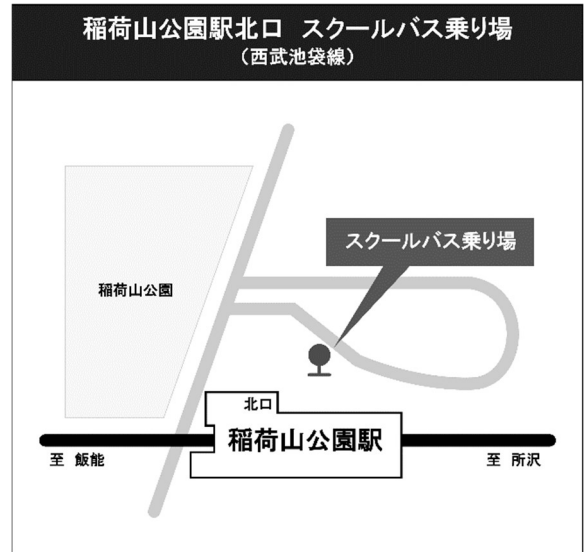 稲荷山公園駅北口 スクールバス乗り場
(西武池袋線)
スクールバス乗り場
稲荷山公園
北口
稲荷山公園駅
至 飯能
至 所沢